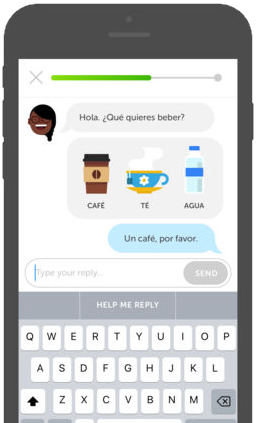 Hola. ¿Qué quieres beber?
CAFÉ TÉ AGUA
Un café, por favor.
Type your reply... SEND
HELP ME REPLY
Q W E R T Y U I O P
A S D F G H J K L
Z X C V B N M